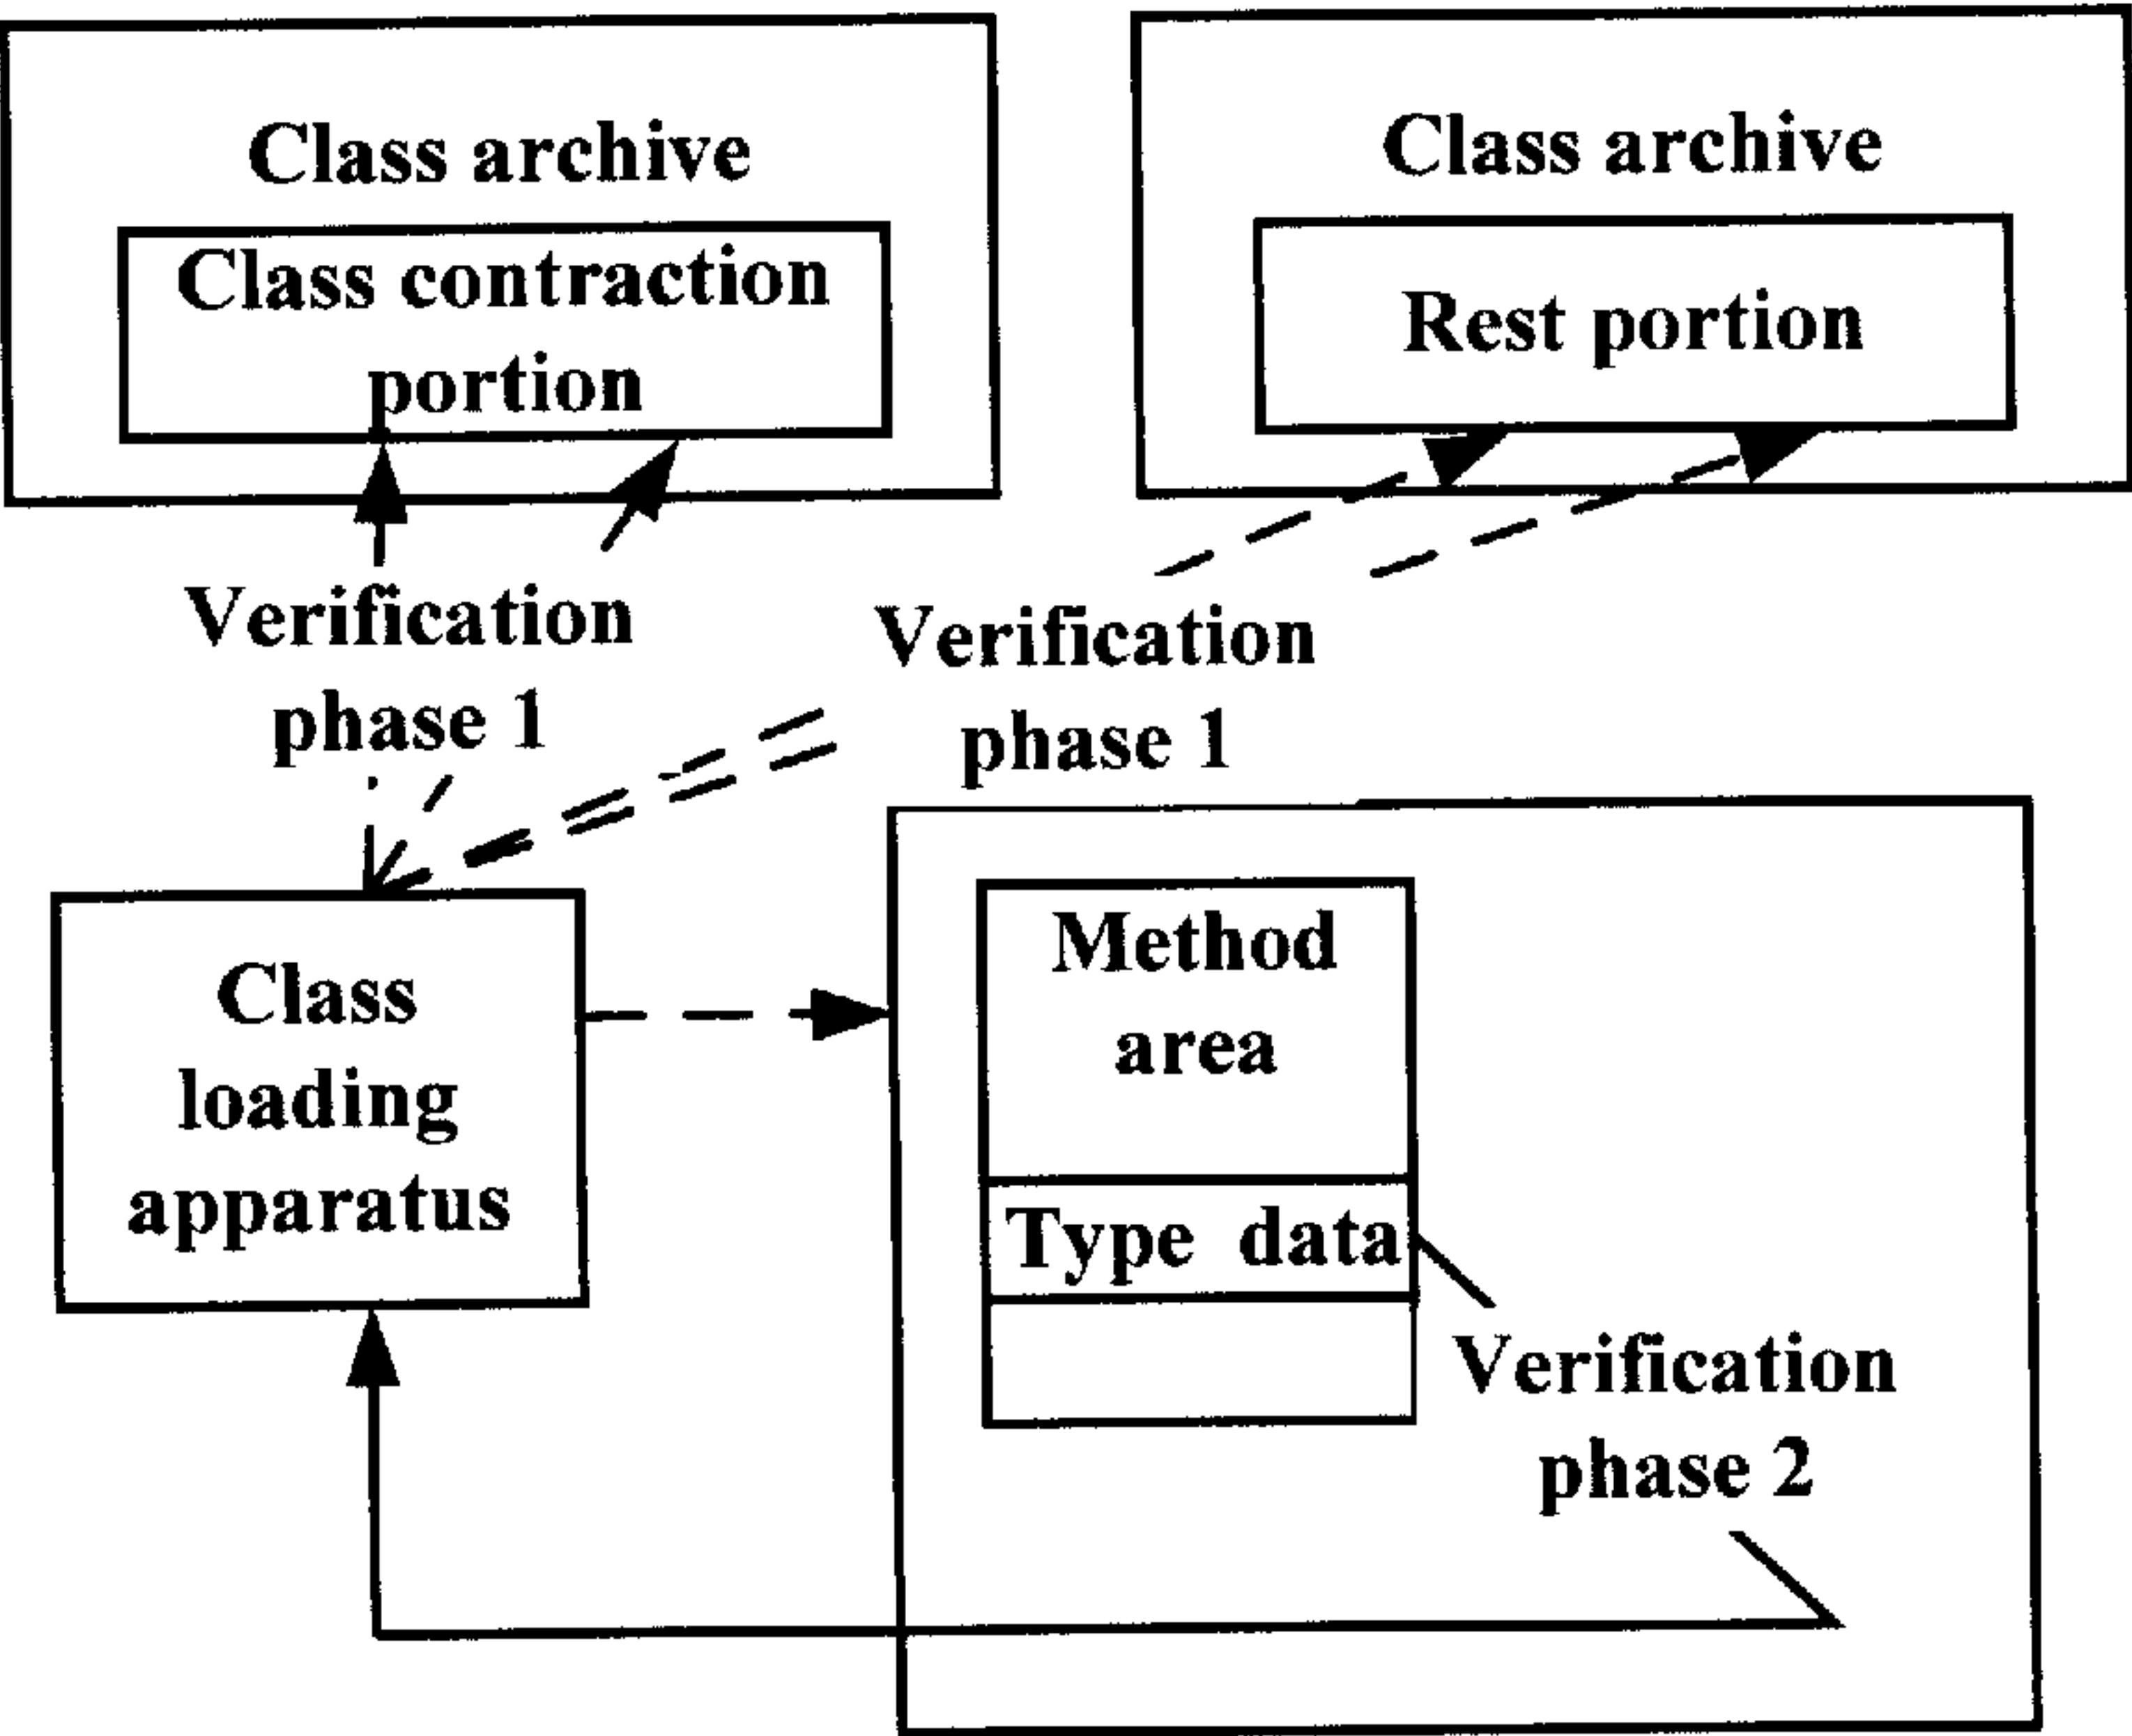 Class archive
Class contraction
portion
Class archive
Rest portion
Verification
phase 1
Verification
phase 1
Class
loading
apparatus
Method
area
Type data
Verification
phase 2